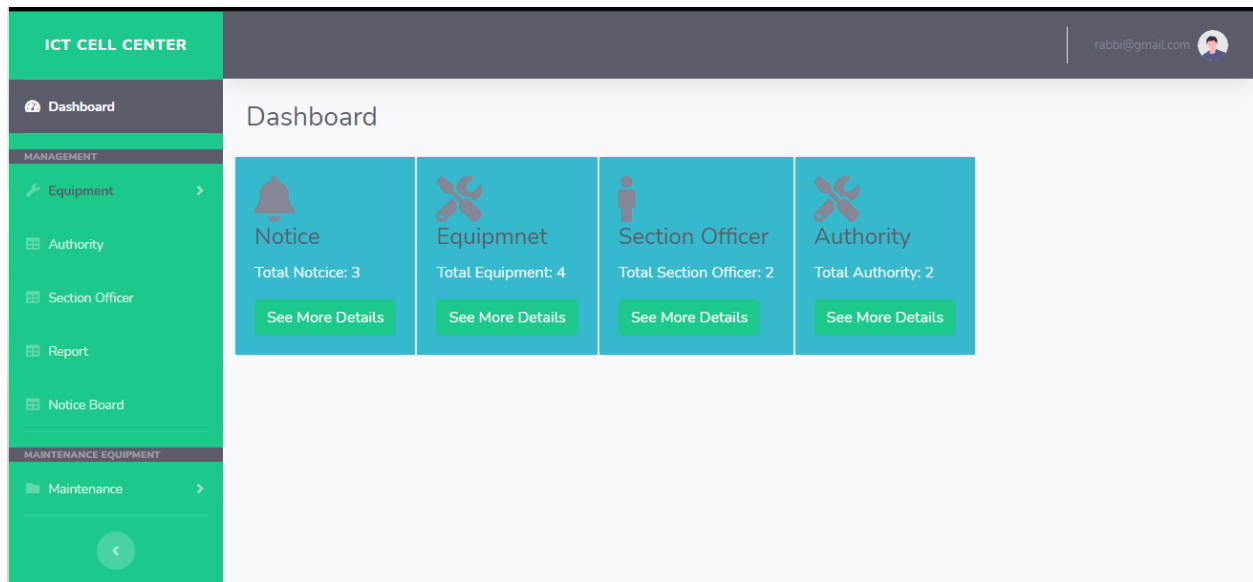 ICT CELL CENTER
rabbi@gmail.com
Dashboard
MANAGEMENT
Equipment
Authority
Section Officer
Report
Notice Board
MAINTENANCE EQUIPMENT
Maintenance
Dashboard
Notice
Total Notcice: 3
See More Details
Equipmnet
Total Equipment: 4
See More Details
Section Officer
Total Section Officer: 2
See More Details
Authority
Total Authority: 2
See More Details